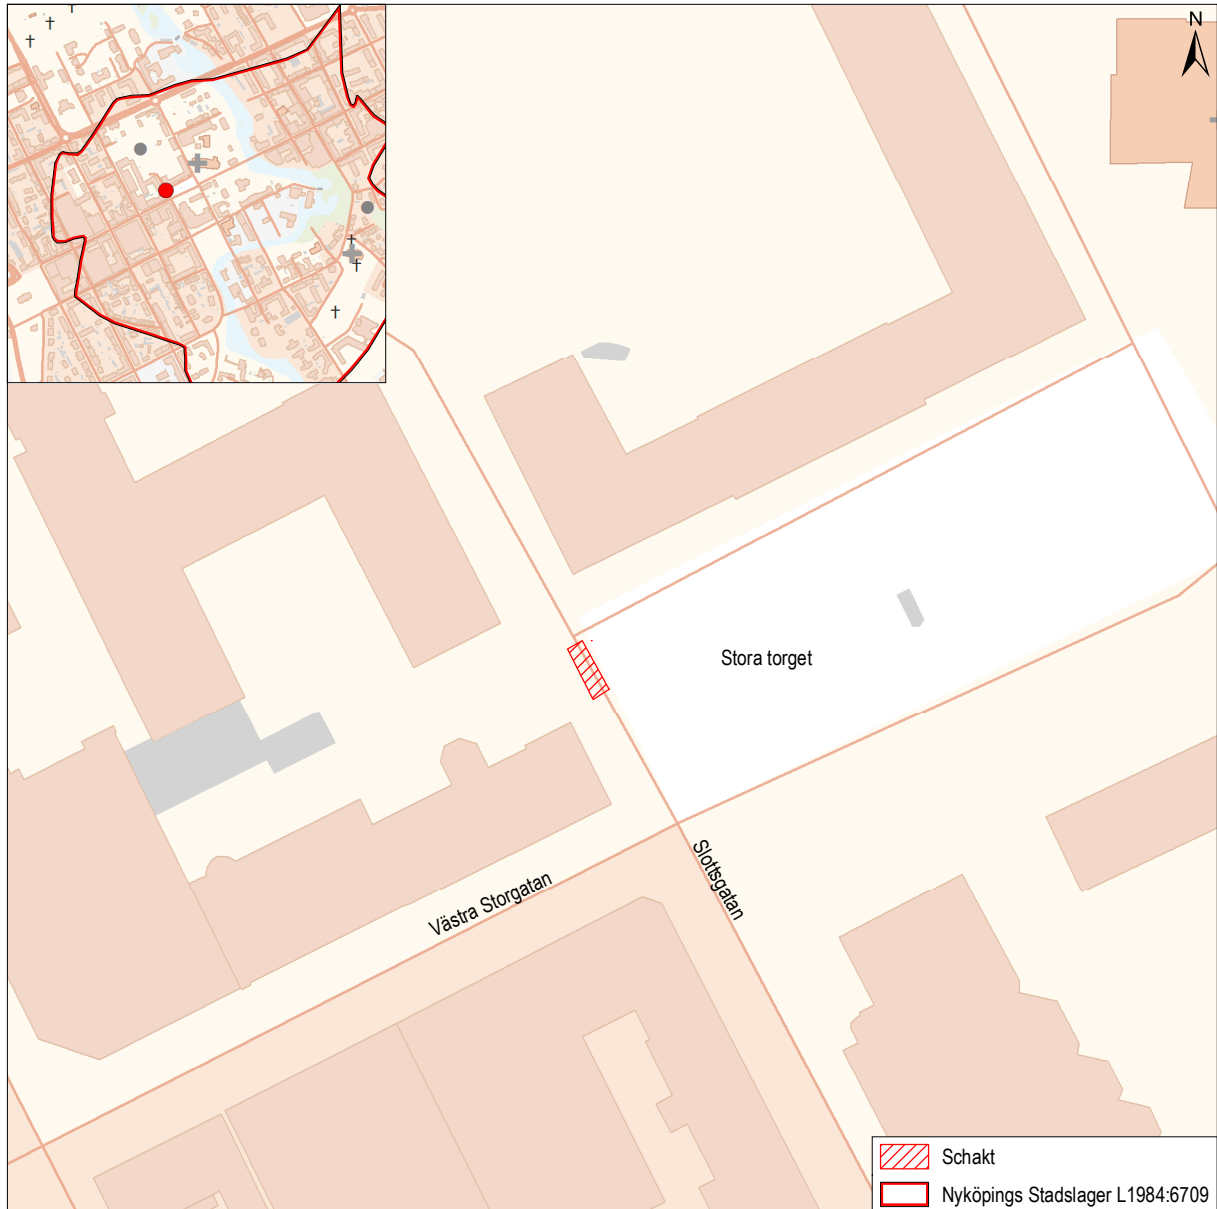 N
Stora torget
Slottsgatan
Västra Storgatan
Schakt
Nyköpings Stadslager L1984:6709